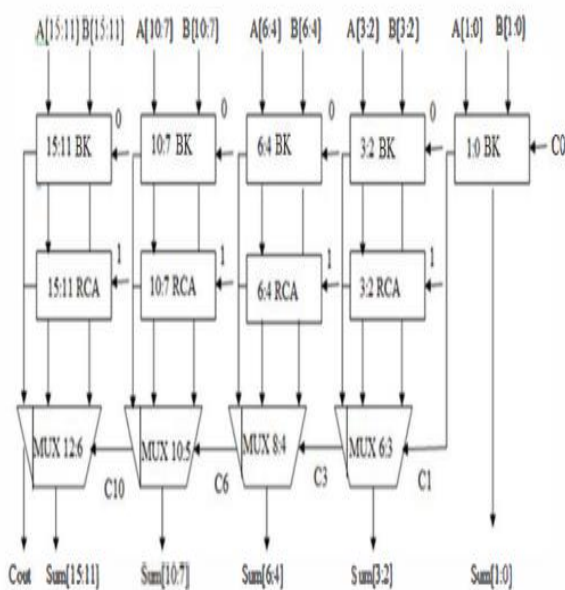 A[15:11] B[15:11] A[10:7] B[10:7] A[6:4] B[6:4] A[3:2] B[3:2] A[1:0] B[1:0]
0 0 0 0
15:11 BK 10:7 BK 6:4 BK 3:2 BK 1:0 BK C0
1 1 1 1
15:11 RCA 10:7 RCA 6:4 RCA 3:2 RCA
MUX 12:6 MUX 10:5 MUX 8:4 MUX 6:3
C10 C6 C3 C1
Cout Sum[15:11] Sum[10:7] Sum[6:4] Sum[3:2] Sum[1:0]